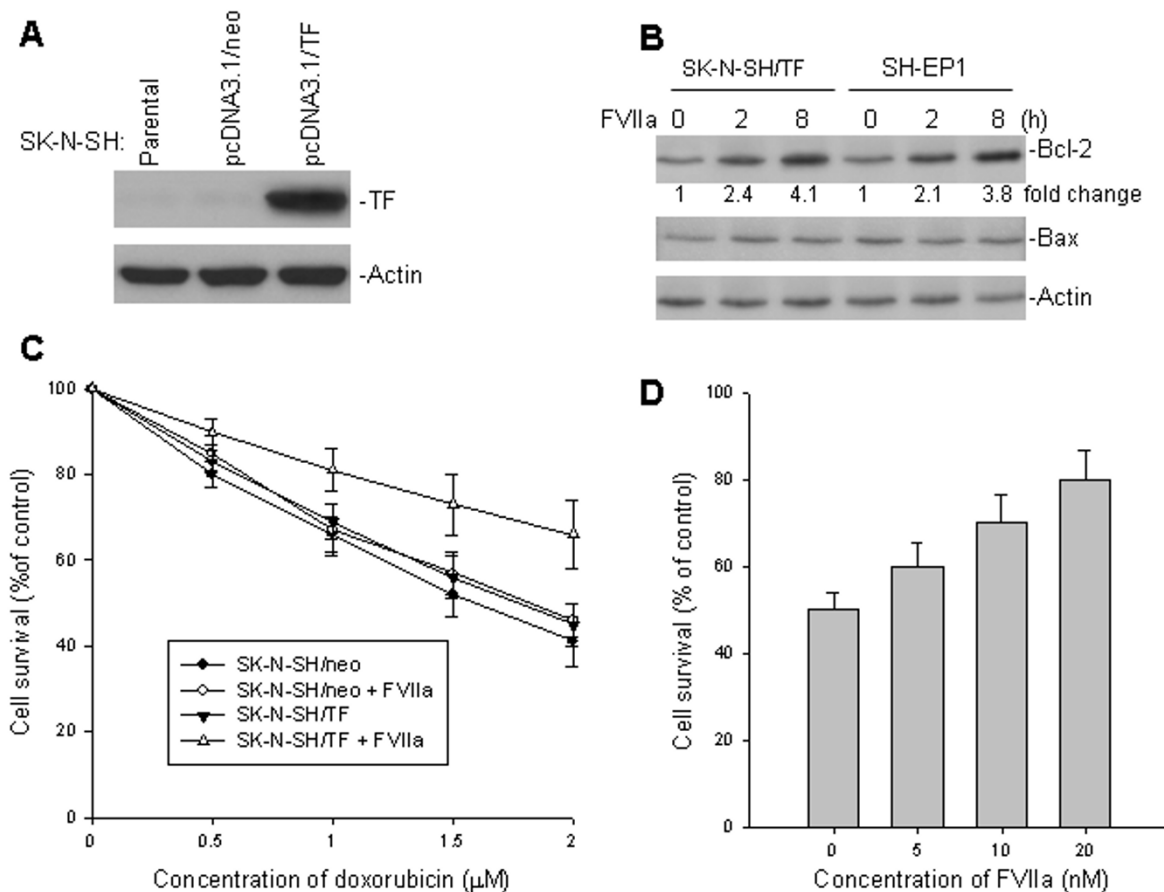 A
SK-N-SH:
Parental
pcDNA3.1/neo
pcDNA3.1/TF
-TF
-Actin
B
SK-N-SH/TF SH-EP1
FVIIa 0 2 8 0 2 8 (h)
-Bcl-2
1 2.4 4.1 1 2.1 3.8 fold change
-Bax
-Actin
C
Cell survival (%of control)
100
80
60
40
20
0
SK-N-SH/neo
SK-N-SH/neo + FVIIa
SK-N-SH/TF
SK-N-SH/TF + FVIIa
0 0.5 1 1.5 2
Concentration of doxorubicin (μM)
D
Cell survival (% of control)
100
80
60
40
20
0
0 5 10 20
Concentration of FVIIa (nM)